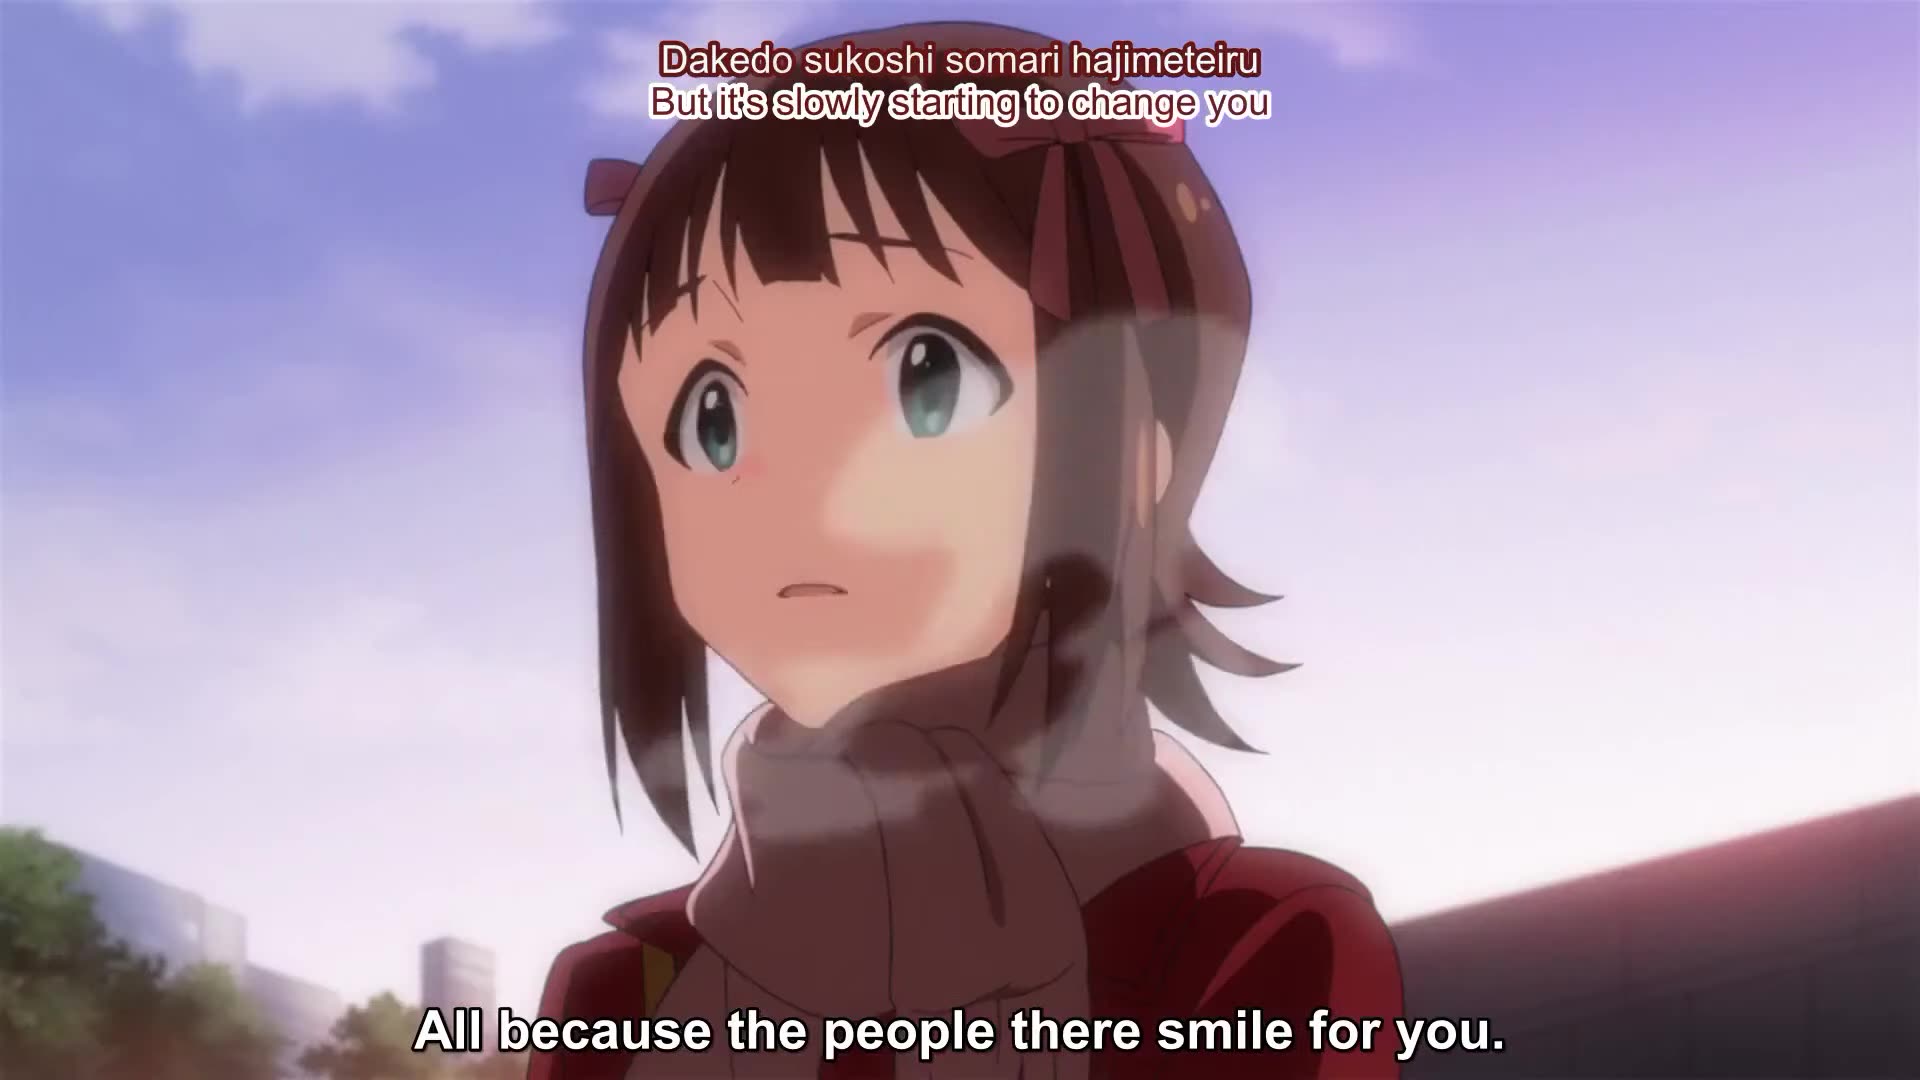 Dakedo sukoshi somari hajimeteiru
But it's slowly starting to change you
All because the people there smile for you.